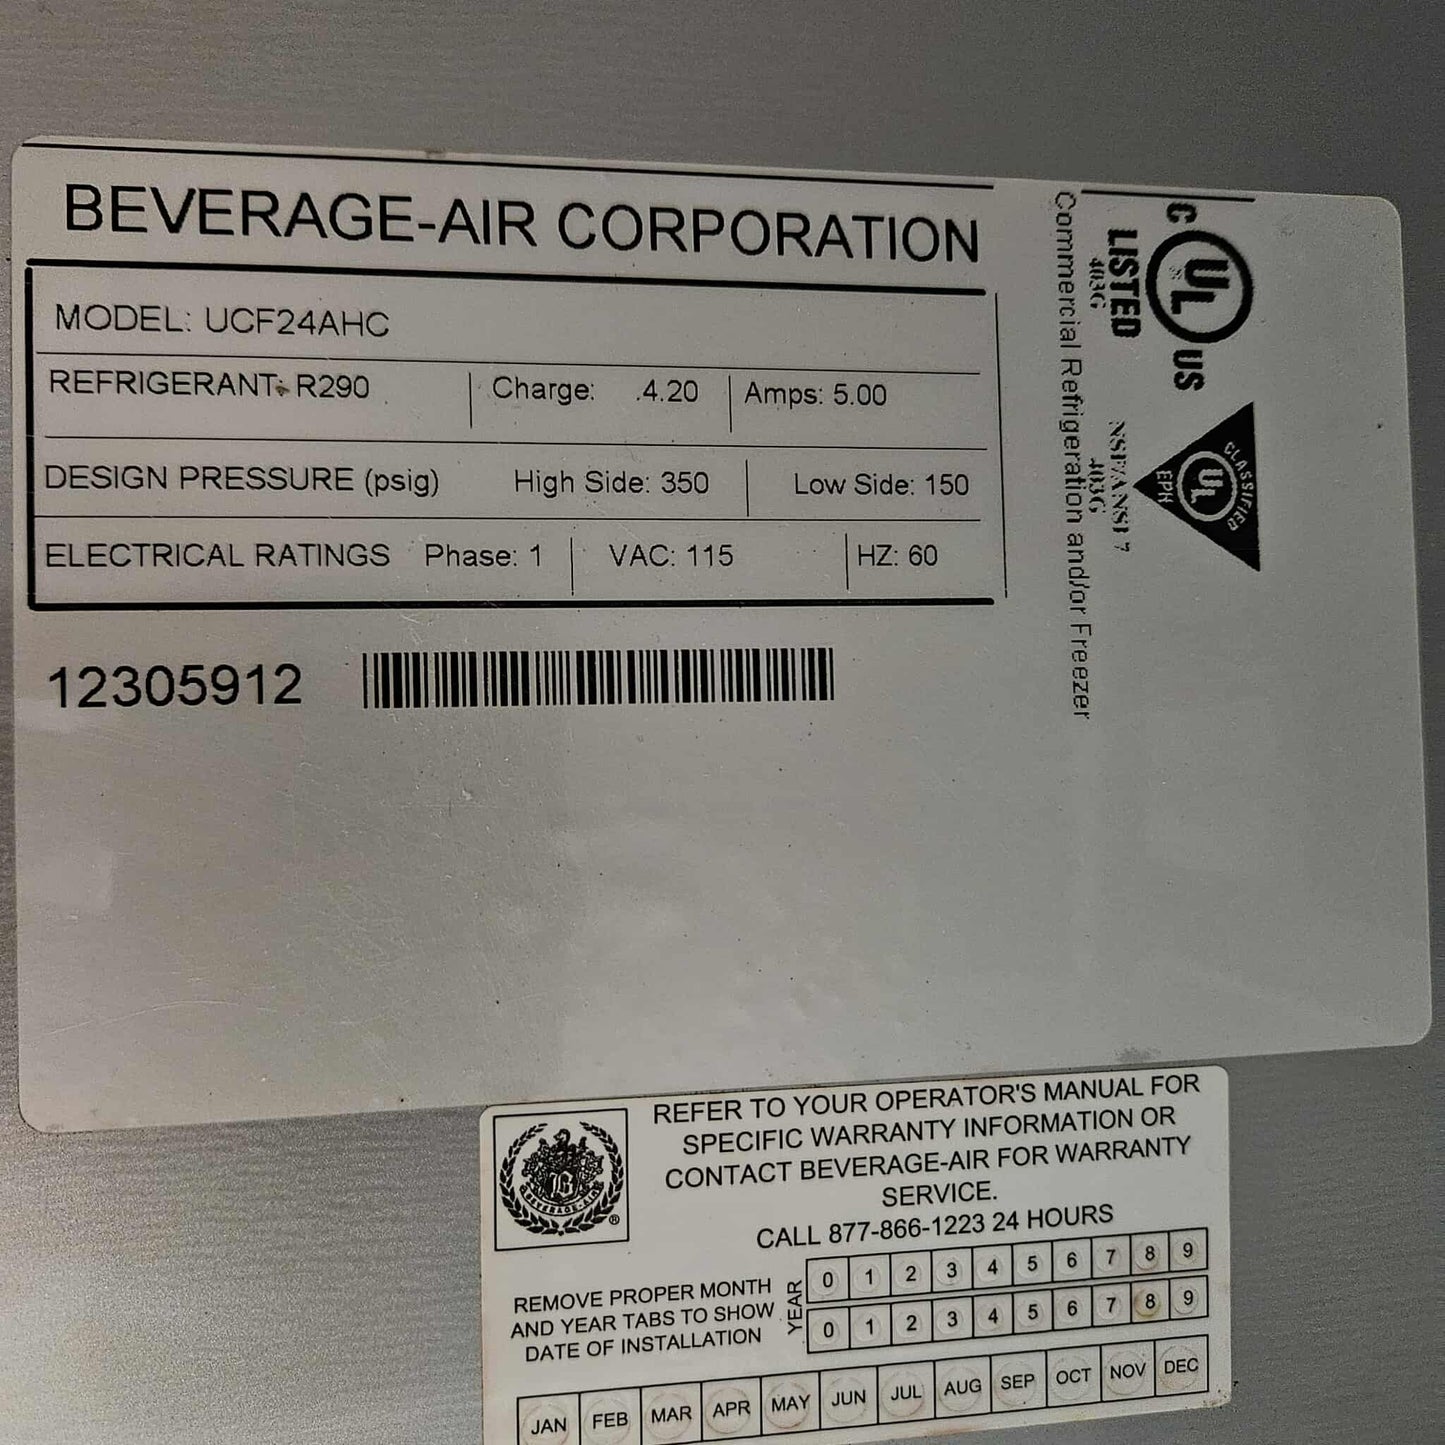 BEVERAGE-AIR CORPORATION
MODEL: UCF24AHC
REFRIGERANT: R290 Charge: .4.20 Amps: 5.00
DESIGN PRESSURE (psig) High Side: 350 Low Side: 150
ELECTRICAL RATINGS Phase: 1 VAC: 115 HZ: 60
12305912
C UL US
LISTED
403G
Commercial Refrigeration and/or Freezer
CLASSIFIED
UL
EPH
NSF/ANSI 7
403G
B
BEVERAGE-AIR
®
REFER TO YOUR OPERATOR'S MANUAL FOR
SPECIFIC WARRANTY INFORMATION OR
CONTACT BEVERAGE-AIR FOR WARRANTY
SERVICE.
CALL 877-866-1223 24 HOURS
REMOVE PROPER MONTH
AND YEAR TABS TO SHOW
DATE OF INSTALLATION
YEAR
0 1 2 3 4 5 6 7 8 9
0 1 2 3 4 5 6 7 8 9
JAN FEB MAR APR MAY JUN JUL AUG SEP OCT NOV DEC